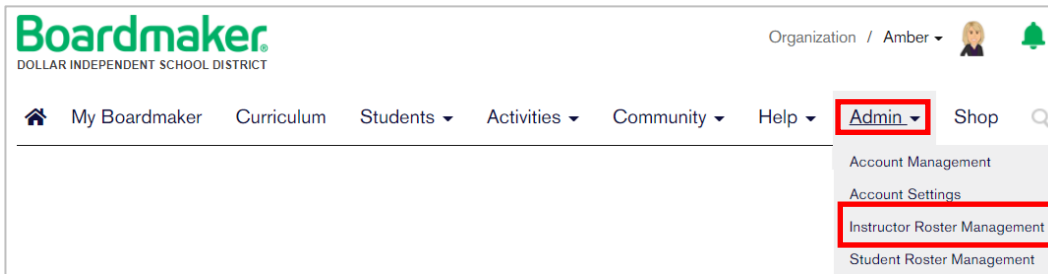 Boardmaker®
DOLLAR INDEPENDENT SCHOOL DISTRICT
Organization / Amber
My Boardmaker Curriculum Students Activities Community Help Admin Shop
Account Management
Account Settings
Instructor Roster Management
Student Roster Management